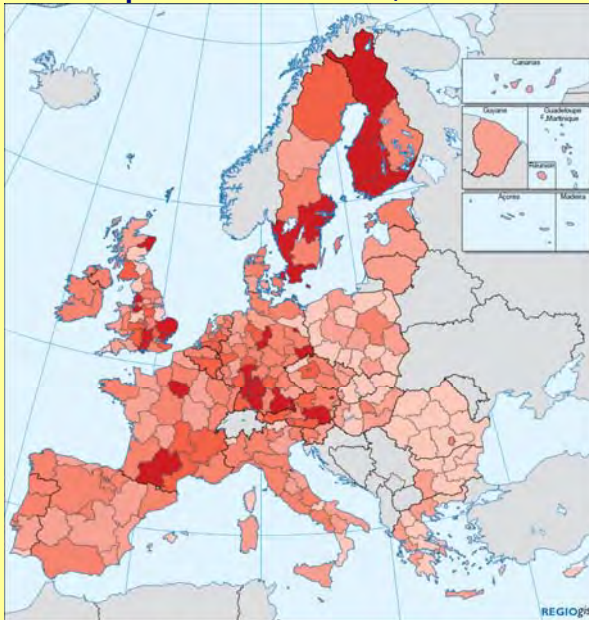 Canarias
Guyane
Guadeloupe
Martinique
Réunion
Açores
Madeira
REGIOgis